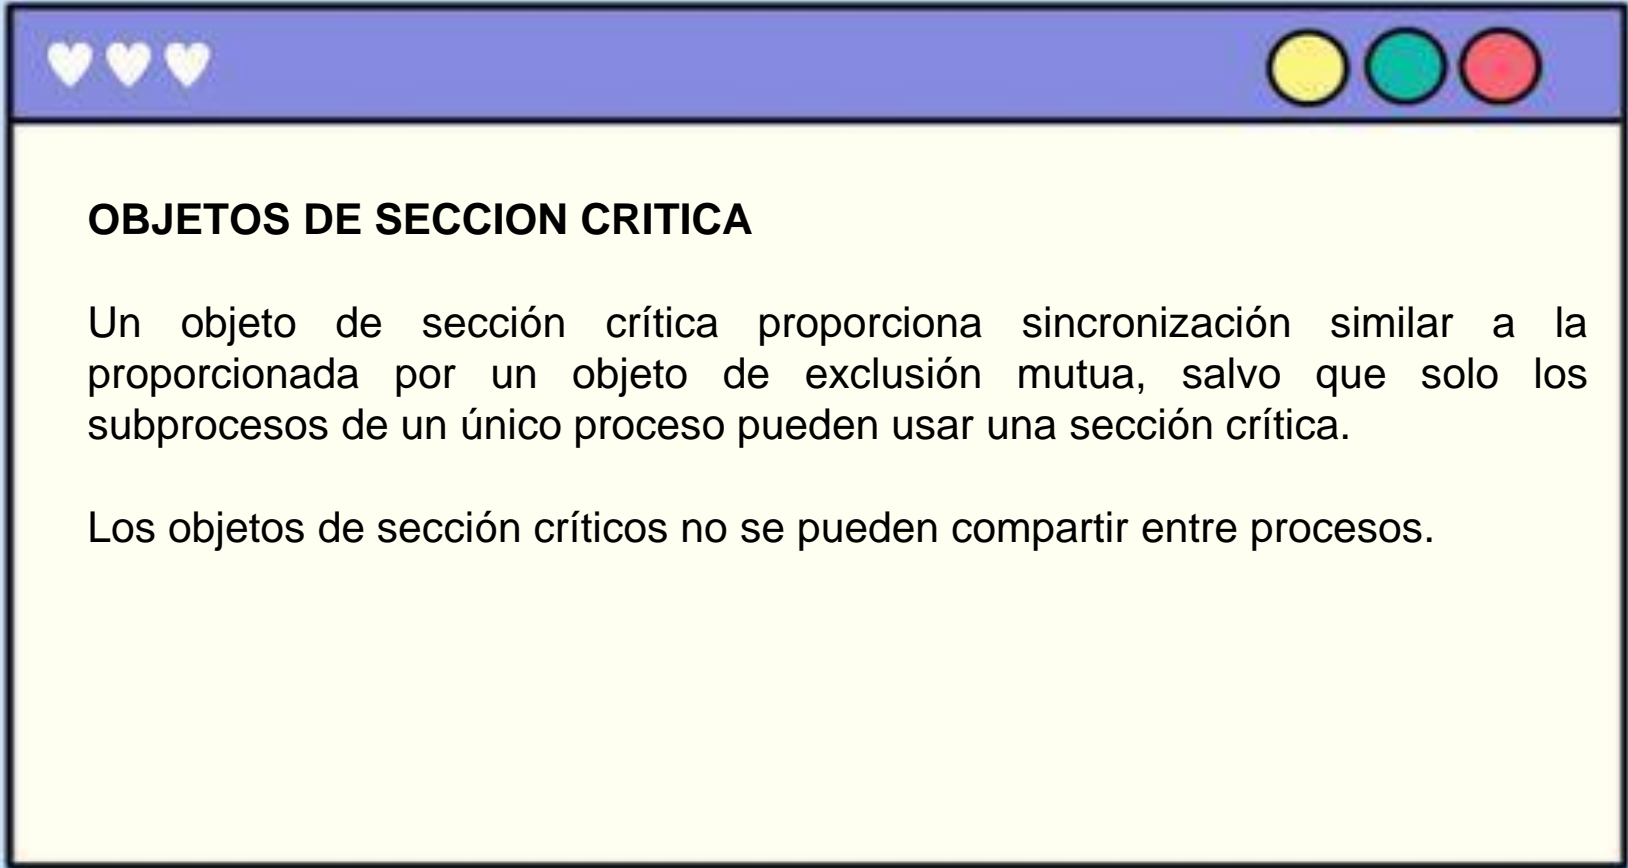 OBJETOS DE SECCION CRITICA
Un objeto de sección crítica proporciona sincronización similar a la
proporcionada por un objeto de exclusión mutua, salvo que solo los
subprocesos de un único proceso pueden usar una sección crítica.
Los objetos de sección críticos no se pueden compartir entre procesos.